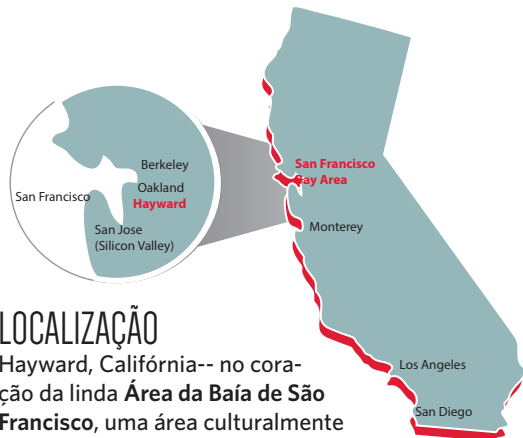 Berkeley
San Francisco
Oakland
Hayward
San Jose
(Silicon Valley)
San Francisco
Bay Area
Monterey
Los Angeles
San Diego
LOCALIZAÇÃO
Hayward, Califórnia-- no cora-
ção da linda Área da Baía de São
Francisco, uma área culturalmente